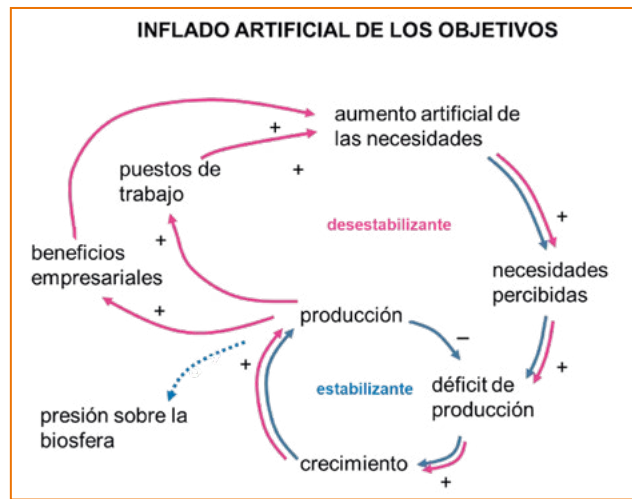 INFLADO ARTIFICIAL DE LOS OBJETIVOS
aumento artificial de
las necesidades
+
+
puestos de
trabajo
+
desestabilizante
+
beneficios
empresariales
necesidades
percibidas
+
producción
–
+
+
estabilizante
déficit de
producción
presión sobre la
biosfera
crecimiento
+